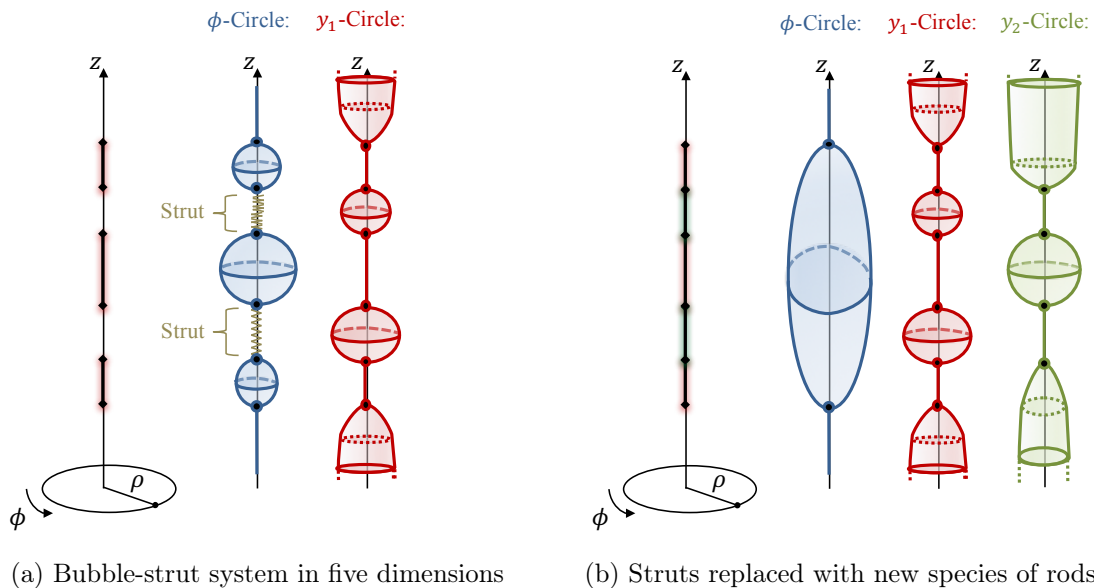 ϕ-Circle: y₁-Circle:
ϕ-Circle: y₁-Circle: y₂-Circle:
z z z
z z z z
Strut
Strut
ρ
ϕ
ρ
ϕ
(a) Bubble-strut system in five dimensions
(b) Struts replaced with new species of rods